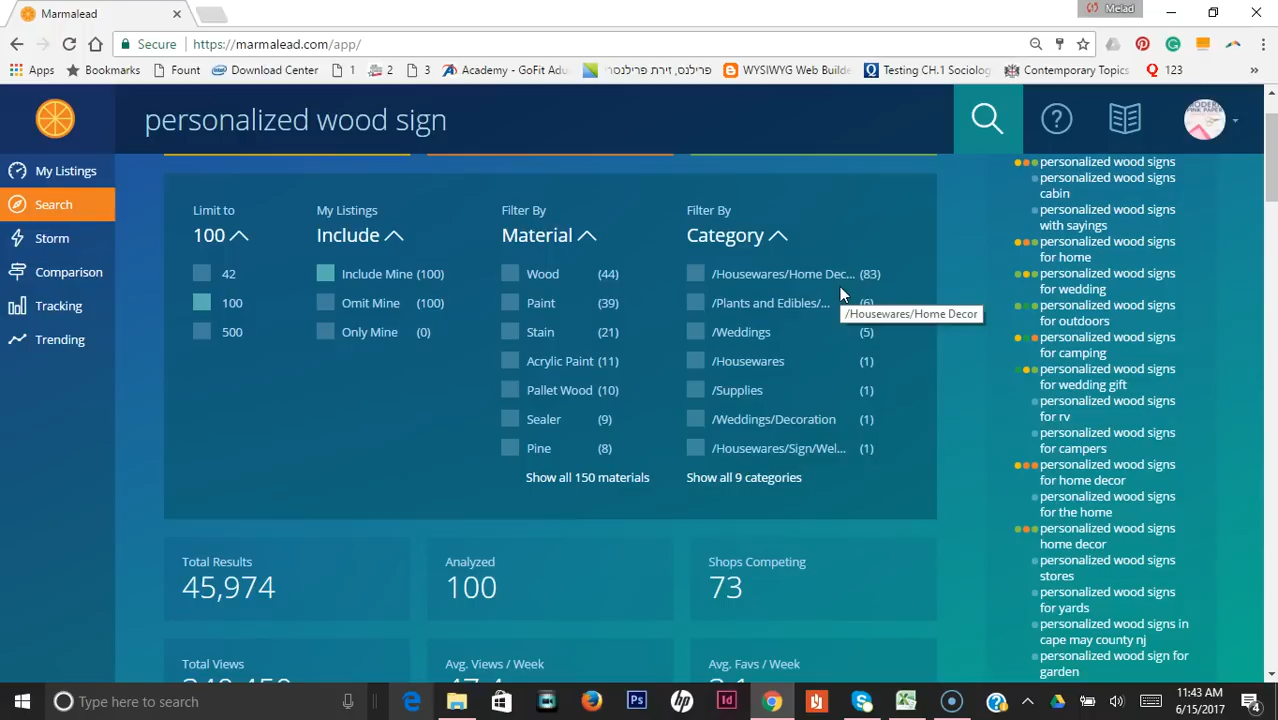 Marmalead
Melad
Secure
https://marmalead.com/app/
Apps
Bookmarks
Fount
Download Center
1
2
3
Academy - GoFit Adu
פרילנס, זירת פרילנסרי
WYSIWYG Web Builde
Testing CH.1 Sociolog
Contemporary Topics
123
personalized wood sign
My Listings
Search
Storm
Comparison
Tracking
Trending
Limit to
100
42
100
500
My Listings
Include
Include Mine (100)
Omit Mine (100)
Only Mine (0)
Filter By
Material
Wood (44)
Paint (39)
Stain (21)
Acrylic Paint (11)
Pallet Wood (10)
Sealer (9)
Pine (8)
Show all 150 materials
Filter By
Category
/Housewares/Home Dec... (83)
/Plants and Edibles/... (6)
/Housewares/Home Decor
/Weddings (5)
/Housewares (1)
/Supplies (1)
/Weddings/Decoration (1)
/Housewares/Sign/Wel... (1)
Show all 9 categories
Total Results
45,974
Analyzed
100
Shops Competing
73
Total Views
Avg. Views / Week
Avg. Favs / Week
personalized wood signs
personalized wood signs
cabin
personalized wood signs
with sayings
personalized wood signs
for home
personalized wood signs
for wedding
personalized wood signs
for outdoors
personalized wood signs
for camping
personalized wood signs
for wedding gift
personalized wood signs
for rv
personalized wood signs
for campers
personalized wood signs
for home decor
personalized wood signs
for the home
personalized wood signs
home decor
personalized wood signs
stores
personalized wood signs
for yards
personalized wood signs in
cape may county nj
personalized wood sign for
garden
Type here to search
11:43 AM
6/15/2017
4